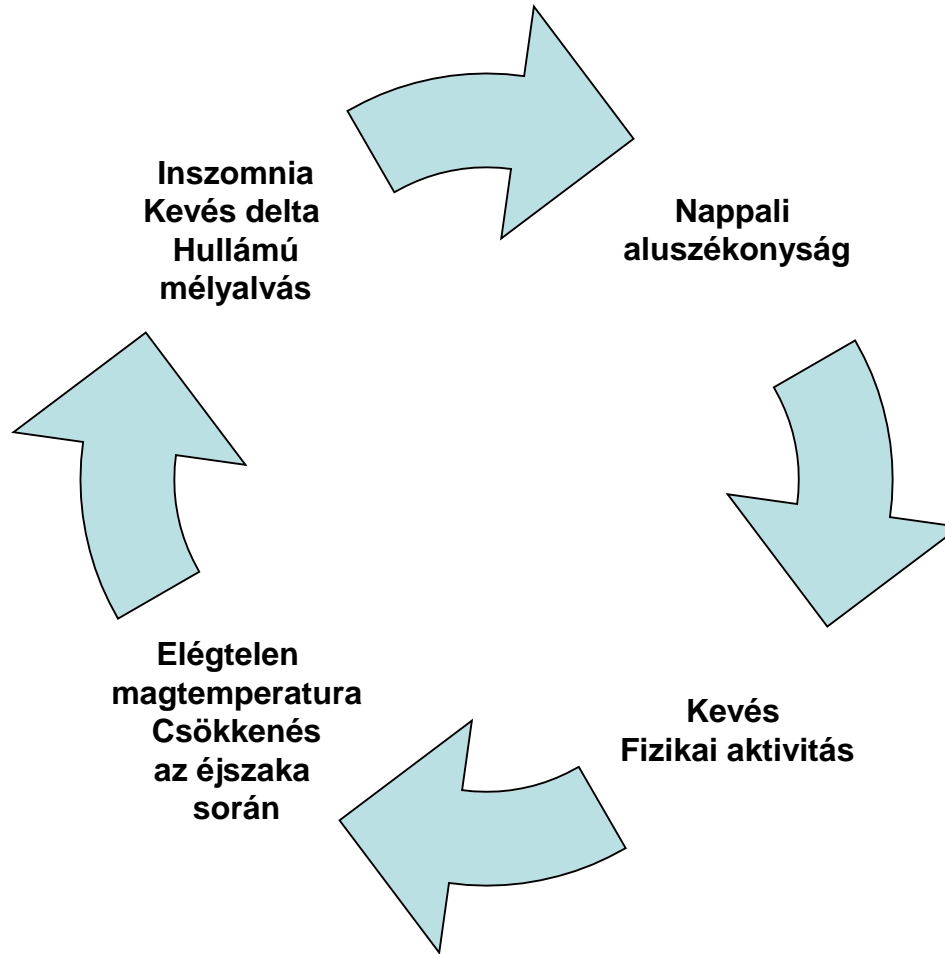 Inszomnia
Kevés delta
Hullámú
mélyalvás
Nappali
aluszékonyság
Kevés
Fizikai aktivitás
Elégtelen
magtemperatura
Csökkenés
az éjszaka
során